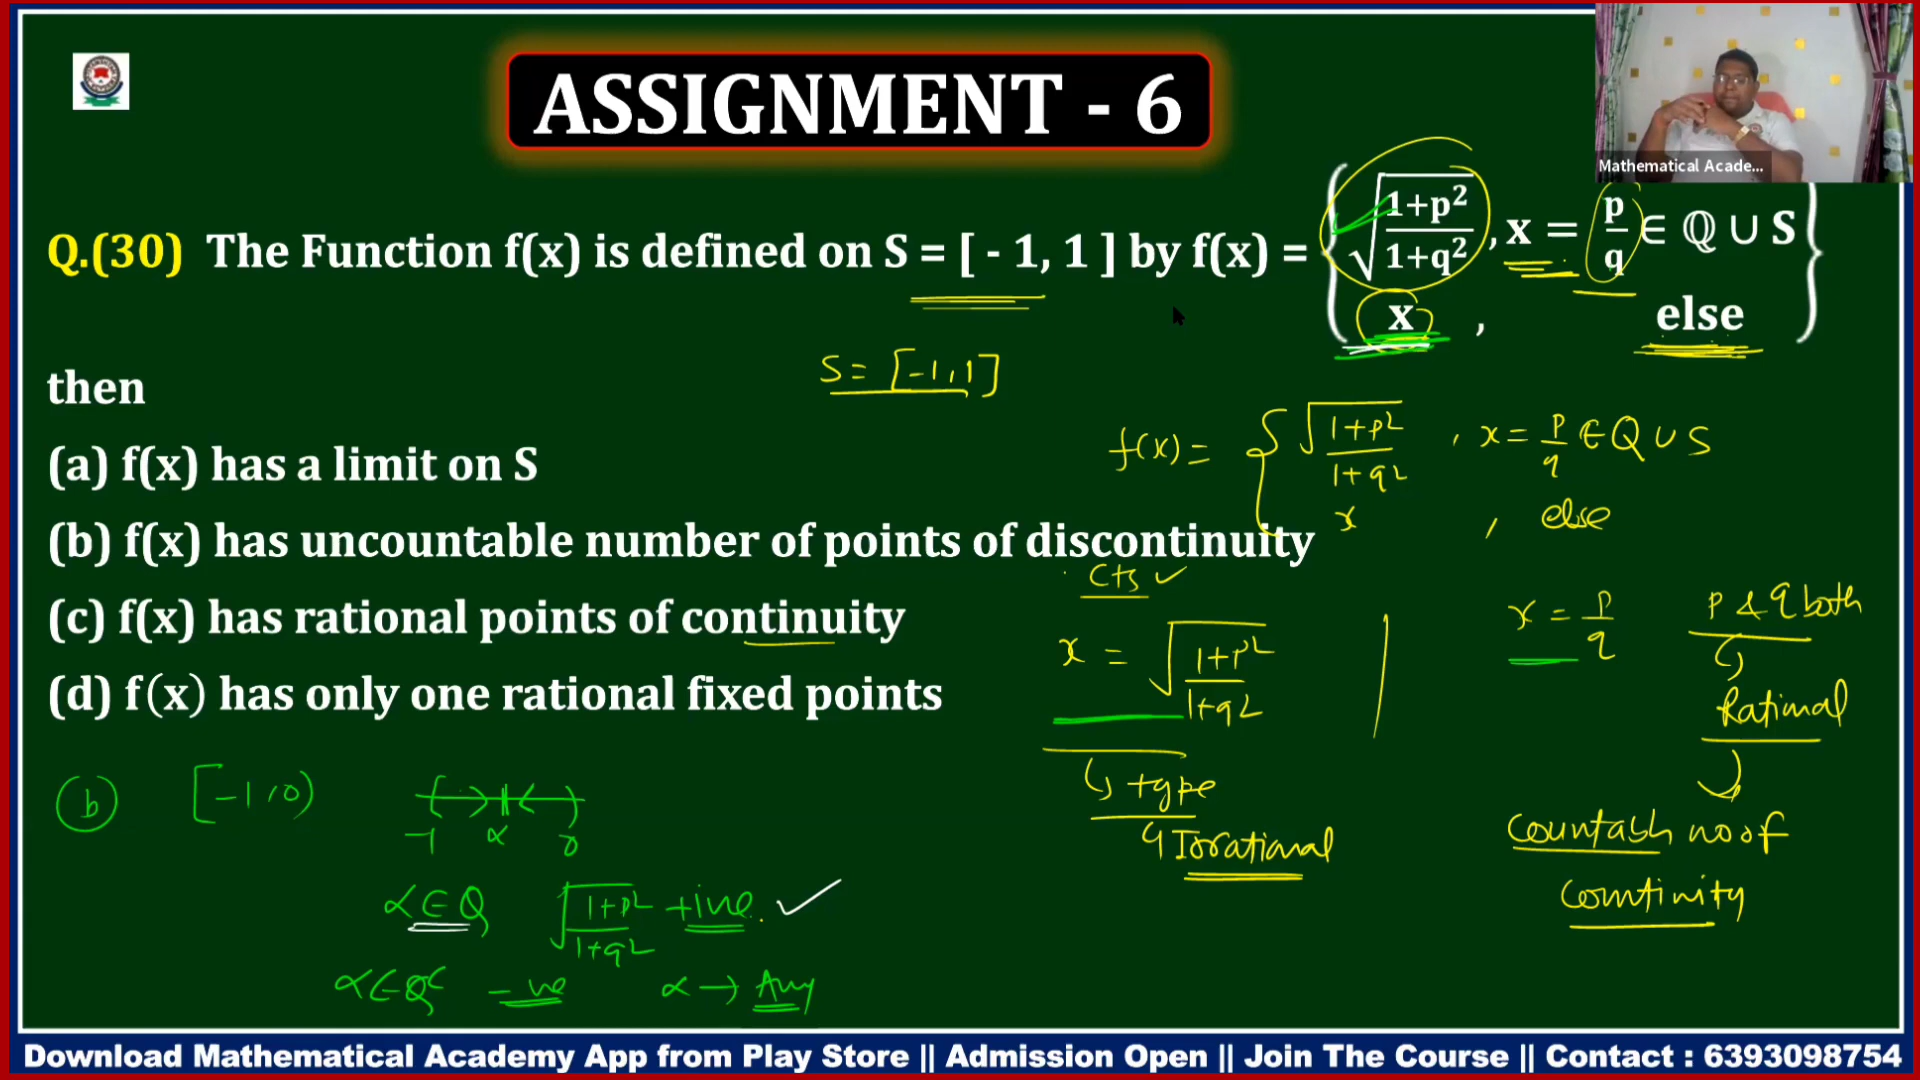 ASSIGNMENT - 6
Mathematical Acade...
Q.(30) The Function f(x) is defined on S = [ - 1, 1 ] by f(x) = { √(1+p²/1+q²) , x = p/q ∈ ℚ ∪ S
x , else }
S = [-1,1]
then
f(x) = { √(1+p²/1+q²) , x = p/q ∈ Q ∪ S
x , else
(a) f(x) has a limit on S
(b) f(x) has uncountable number of points of discontinuity
Cts ✓
(c) f(x) has rational points of continuity
x = √(1+p²/1+q²) | x = p/q p & q both
(d) f(x) has only one rational fixed points
↳ Rational
(b) [-1,0)
-1 α 0
↳ type
↳ Irrational
countable no of
continuity
α∈Q √(1+p²/1+q²) +ive. ✓
α∈Qᶜ -ve α → Any
Download Mathematical Academy App from Play Store || Admission Open || Join The Course || Contact : 6393098754